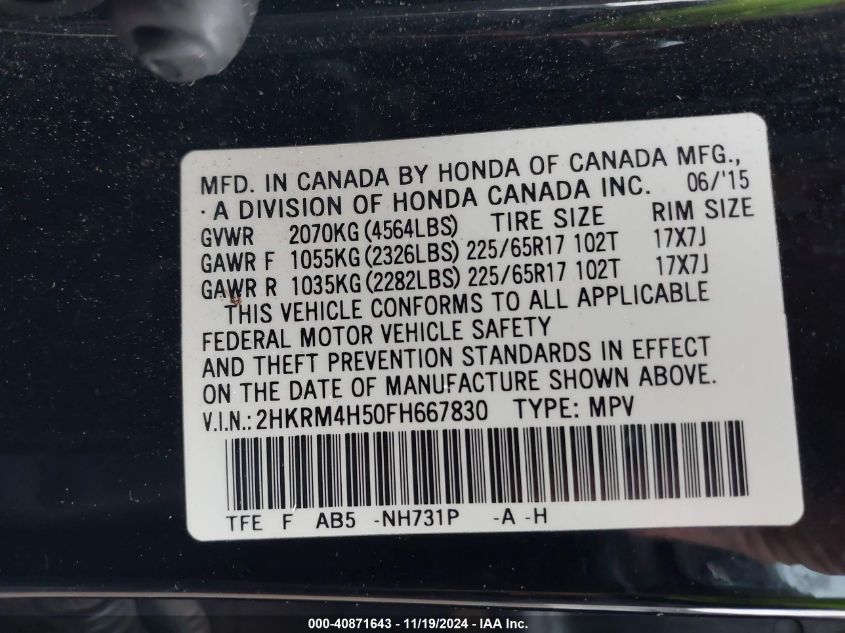 MFD. IN CANADA BY HONDA OF CANADA MFG.,
· A DIVISION OF HONDA CANADA INC. 06/'15
GVWR 2070KG (4564LBS) TIRE SIZE RIM SIZE
GAWR F 1055KG (2326LBS) 225/65R17 102T 17X7J
GAWR R 1035KG (2282LBS) 225/65R17 102T 17X7J
THIS VEHICLE CONFORMS TO ALL APPLICABLE
FEDERAL MOTOR VEHICLE SAFETY
AND THEFT PREVENTION STANDARDS IN EFFECT
ON THE DATE OF MANUFACTURE SHOWN ABOVE.
V.I.N.: 2HKRM4H50FH667830 TYPE: MPV
TFE F AB5 -NH731P -A -H
000-40871643 - 11/19/2024 - IAA Inc.